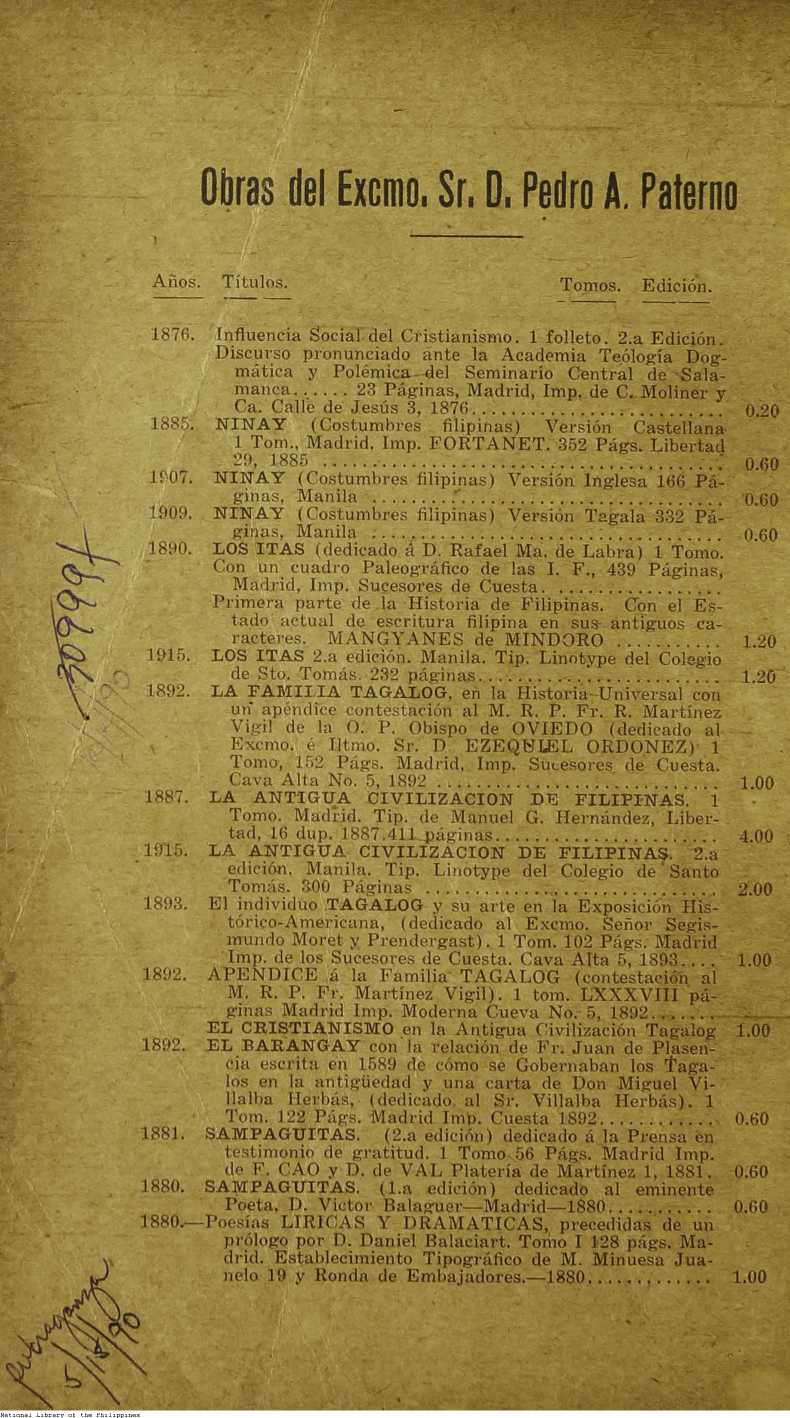 Obras del Excmo. Sr. D. Pedro A. Paterno
Años. Títulos. Tomos. Edición.
1876. Influencia Social del Cristianismo. 1 folleto. 2.a Edición.
Discurso pronunciado ante la Academia Teología Dog-
mática y Polémica del Seminario Central de Sala-
manca...... 23 Páginas, Madrid, Imp. de C. Moliner y
Ca. Calle de Jesús 3, 1876........................ 0.20
1885. NINAY (Costumbres filipinas) Versión Castellana
1 Tom., Madrid. Imp. FORTANET. 352 Págs. Libertad
29, 1885 ........................................ 0.60
1907. NINAY (Costumbres filipinas) Versión Inglesa 166 Pá-
ginas, Manila ................................... 0.60
1909. NINAY (Costumbres filipinas) Versión Tagala 332 Pá-
ginas, Manila ................................... 0.60
1890. LOS ITAS (dedicado á D. Rafael Ma. de Labra) 1 Tomo.
Con un cuadro Paleográfico de las I. F., 439 Páginas,
Madrid, Imp. Sucesores de Cuesta..................
Primera parte de la Historia de Filipinas. Con el Es-
tado actual de escritura filipina en sus antiguos ca-
racteres. MANGYANES de MINDORO ........... 1.20
1915. LOS ITAS 2.a edición. Manila. Tip. Linotype del Colegio
de Sto. Tomás. 232 páginas......................... 1.20
1892. LA FAMILIA TAGALOG, en la Historia Universal con
un apéndice contestación al M. R. P. Fr. R. Martínez
Vigil de la O. P. Obispo de OVIEDO (dedicado al
Excmo. é Iltmo. Sr. D. EZEQUIEL ORDONEZ) 1
Tomo, 152 Págs. Madrid, Imp. Sucesores de Cuesta.
Cava Alta No. 5, 1892 ............................. 1.00
1887. LA ANTIGUA CIVILIZACION DE FILIPINAS. 1
Tomo. Madrid. Tip. de Manuel G. Hernández, Liber-
tad, 16 dup. 1887.411 páginas....................... 4.00
1915. LA ANTIGUA CIVILIZACION DE FILIPINAS. 2.a
edición. Manila. Tip. Linotype del Colegio de Santo
Tomás. 300 Páginas .............................. 2.00
1893. El individuo TAGALOG y su arte en la Exposición His-
tórico-Americana, (dedicado al Excmo. Señor Segis-
mundo Moret y Prendergast). 1 Tom. 102 Págs. Madrid
Imp. de los Sucesores de Cuesta. Cava Alta 5, 1893.... 1.00
1892. APENDICE á la Familia TAGALOG (contestación al
M. R. P. Fr. Martínez Vigil). 1 tom. LXXXVIII pá-
ginas Madrid Imp. Moderna Cueva No. 5, 1892.......
EL CRISTIANISMO en la Antigua Civilización Tagalog 1.00
1892. EL BARANGAY con la relación de Fr. Juan de Plasen-
cia escrita en 1589 de cómo se Gobernaban los Taga-
los en la antigüedad y una carta de Don Miguel Vi-
llalba Herbás, (dedicado al Sr. Villalba Herbás). 1
Tom. 122 Págs. Madrid Imp. Cuesta 1892............ 0.60
1881. SAMPAGUITAS. (2.a edición) dedicado á la Prensa en
testimonio de gratitud. 1 Tomo 56 Págs. Madrid Imp.
de F. CAO y D. de VAL Platería de Martínez 1, 1881. 0.60
1880. SAMPAGUITAS. (1.a edición) dedicado al eminente
Poeta, D. Victor Balaguer—Madrid—1880........... 0.60
1880.—Poesías LIRICAS Y DRAMATICAS, precedidas de un
prólogo por D. Daniel Balaciart. Tomo I 128 págs. Ma-
drid. Establecimiento Tipográfico de M. Minuesa Jua-
nelo 19 y Ronda de Embajadores.—1880............. 1.00
5/15/90
National Library of the Philippines